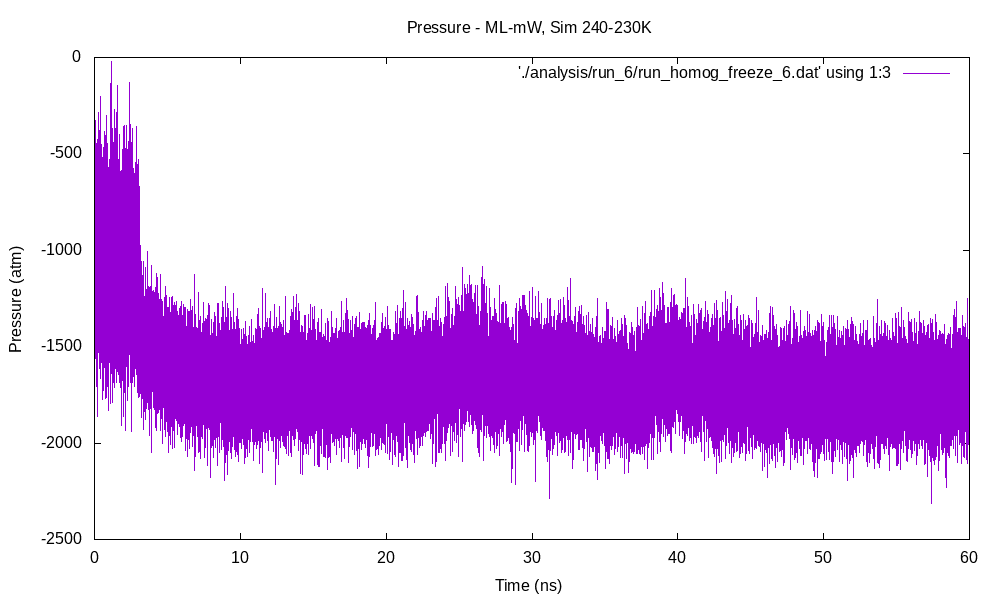 Pressure - ML-mW, Sim 240-230K
'./analysis/run_6/run_homog_freeze_6.dat' using 1:3
0
-500
-1000
-1500
-2000
-2500
Pressure (atm)
0 10 20 30 40 50 60
Time (ns)